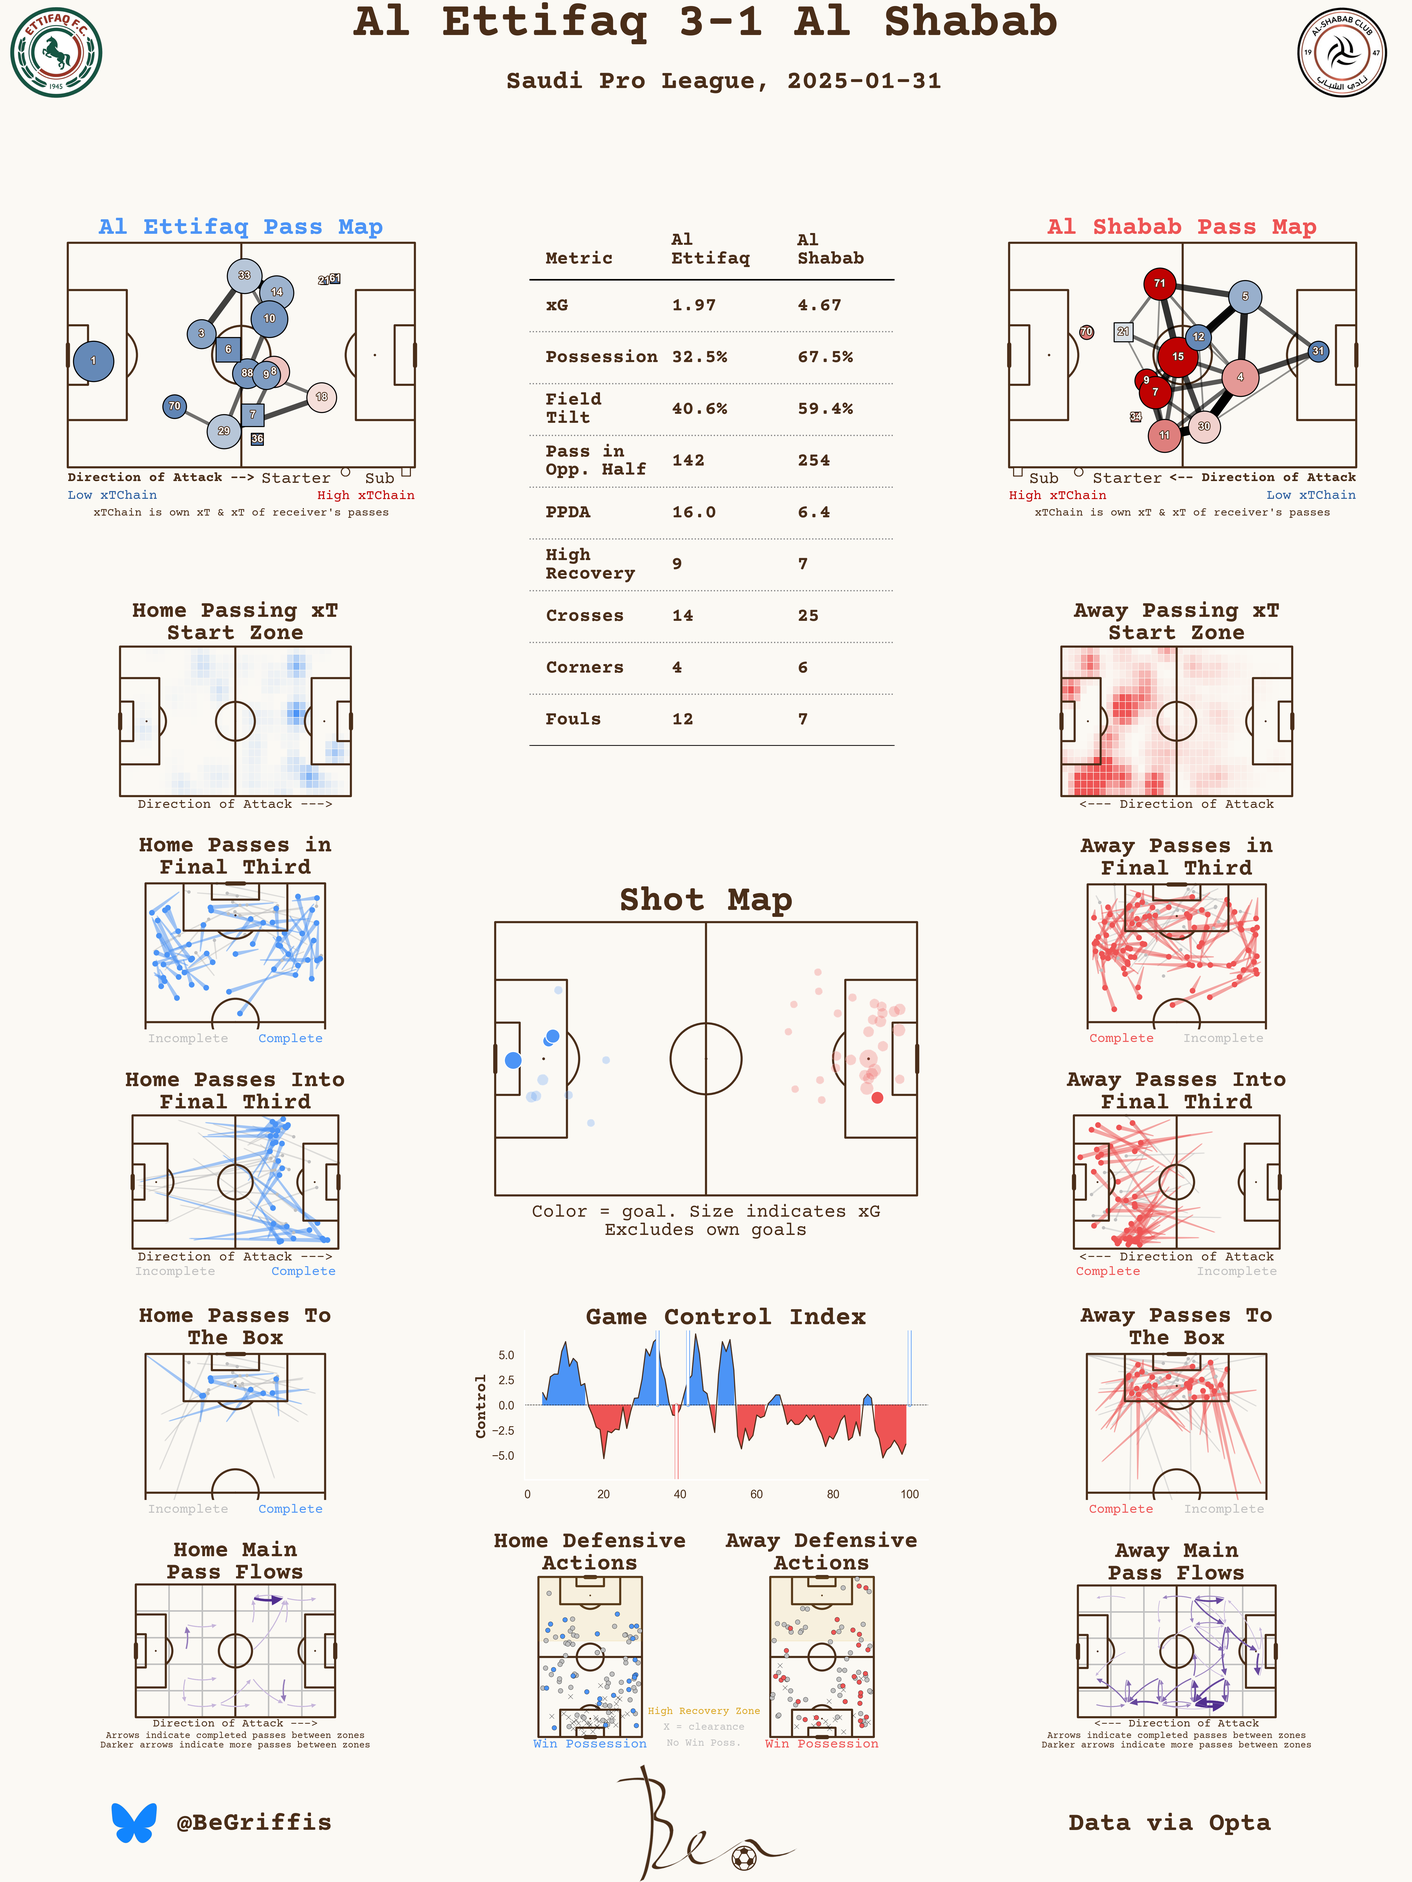 Al Ettifaq 3-1 Al Shabab
Saudi Pro League, 2025-01-31
ETTIFAQ F.C.
1945
AL-SHABAB CLUB
19 47
نادي الشباب
Al Ettifaq Pass Map
33
21 61
14
10
3
6
1
88 9 8
18
70
7
29
36
Direction of Attack --> Starter Sub
Low xTChain High xTChain
xTChain is own xT & xT of receiver's passes
Metric Al Ettifaq Al Shabab
xG 1.97 4.67
Possession 32.5% 67.5%
Field Tilt 40.6% 59.4%
Pass in Opp. Half 142 254
PPDA 16.0 6.4
High Recovery 9 7
Crosses 14 25
Corners 4 6
Fouls 12 7
Al Shabab Pass Map
71
5
70 21 12
15
31
9
7
4
34
11
30
Sub Starter <-- Direction of Attack
High xTChain Low xTChain
xTChain is own xT & xT of receiver's passes
Home Passing xT
Start Zone
Direction of Attack --->
Away Passing xT
Start Zone
<--- Direction of Attack
Home Passes in
Final Third
Incomplete Complete
Away Passes in
Final Third
Complete Incomplete
Shot Map
Color = goal. Size indicates xG
Excludes own goals
Home Passes Into
Final Third
Direction of Attack --->
Incomplete Complete
Away Passes Into
Final Third
<--- Direction of Attack
Complete Incomplete
Home Passes To
The Box
Incomplete Complete
Game Control Index
Control
5.0
2.5
0.0
−2.5
−5.0
0 20 40 60 80 100
Away Passes To
The Box
Complete Incomplete
Home Main
Pass Flows
Direction of Attack --->
Arrows indicate completed passes between zones
Darker arrows indicate more passes between zones
Home Defensive
Actions
Win Possession
Away Defensive
Actions
Win Possession
High Recovery Zone
X = clearance
No Win Poss.
Away Main
Pass Flows
<--- Direction of Attack
Arrows indicate completed passes between zones
Darker arrows indicate more passes between zones
@BeGriffis
Ben
Data via Opta